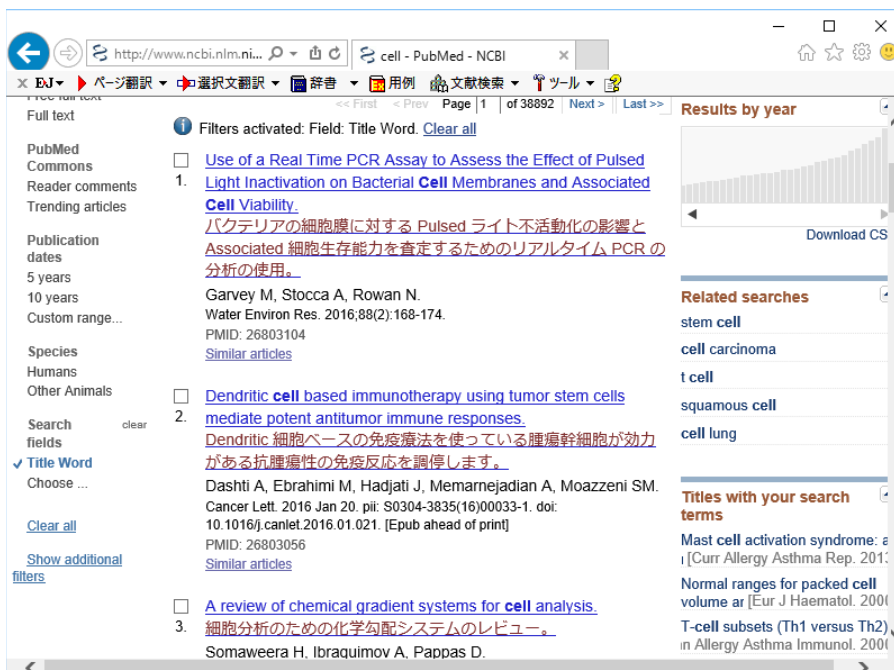 http://www.ncbi.nlm.ni...
cell - PubMed - NCBI
EJ ページ翻訳 選択文翻訳 辞書 用例 文献検索 ツール
Free full text
Full text
PubMed
Commons
Reader comments
Trending articles
Publication
dates
5 years
10 years
Custom range...
Species
Humans
Other Animals
Search clear
fields
Title Word
Choose ...
Clear all
Show additional
filters
<< First < Prev Page 1 of 38892 Next > Last >>
Filters activated: Field: Title Word. Clear all
1.
Use of a Real Time PCR Assay to Assess the Effect of Pulsed
Light Inactivation on Bacterial Cell Membranes and Associated
Cell Viability.
バクテリアの細胞膜に対する Pulsed ライト不活動化の影響と
Associated 細胞生存能力を査定するためのリアルタイム PCR の
分析の使用。
Garvey M, Stocca A, Rowan N.
Water Environ Res. 2016;88(2):168-174.
PMID: 26803104
Similar articles
2.
Dendritic cell based immunotherapy using tumor stem cells
mediate potent antitumor immune responses.
Dendritic 細胞ベースの免疫療法を使っている腫瘍幹細胞が効力
がある抗腫瘍性の免疫反応を調停します。
Dashti A, Ebrahimi M, Hadjati J, Memarnejadian A, Moazzeni SM.
Cancer Lett. 2016 Jan 20. pii: S0304-3835(16)00033-1. doi:
10.1016/j.canlet.2016.01.021. [Epub ahead of print]
PMID: 26803056
Similar articles
3.
A review of chemical gradient systems for cell analysis.
細胞分析のための化学勾配システムのレビュー。
Somaweera H, Ibraguimov A, Pappas D.
Results by year
Download CS
Related searches
stem cell
cell carcinoma
t cell
squamous cell
cell lung
Titles with your search
terms
Mast cell activation syndrome: a
[Curr Allergy Asthma Rep. 2013
Normal ranges for packed cell
volume ar [Eur J Haematol. 200
T-cell subsets (Th1 versus Th2)
n Allergy Asthma Immunol. 200